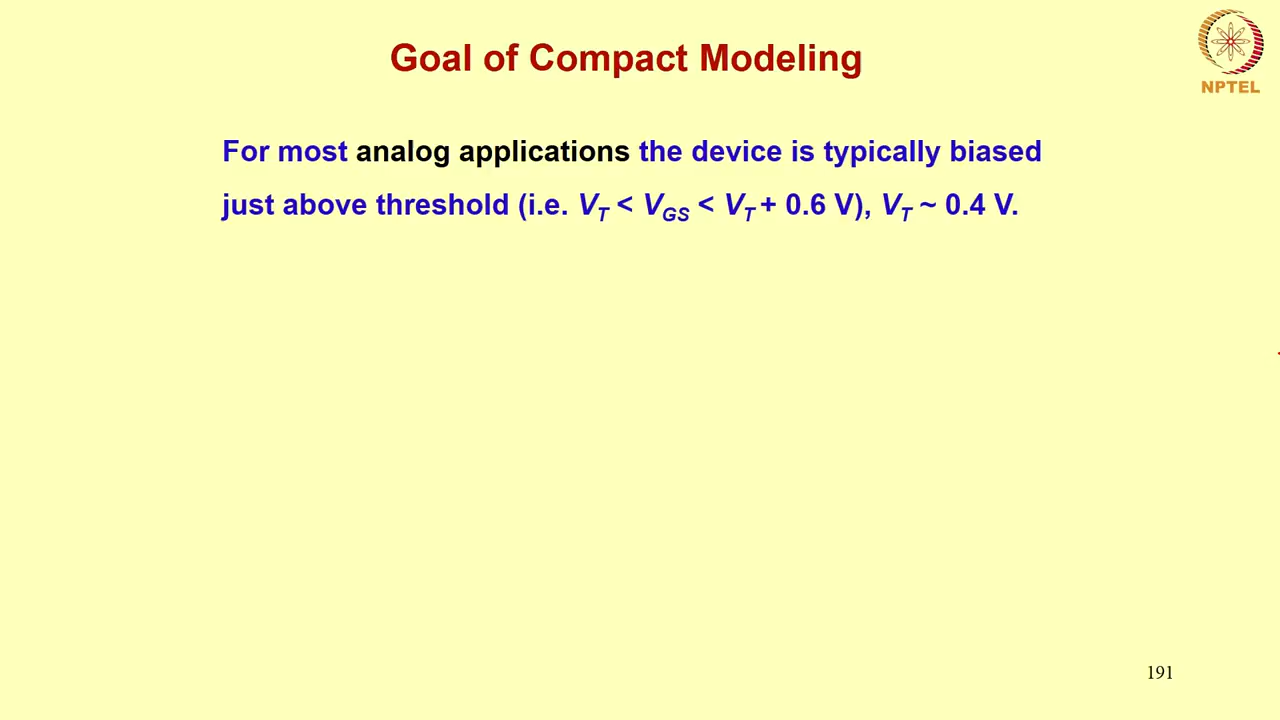 Goal of Compact Modeling
NPTEL
For most analog applications the device is typically biased
just above threshold (i.e. VT < VGS < VT + 0.6 V), VT ~ 0.4 V.
191